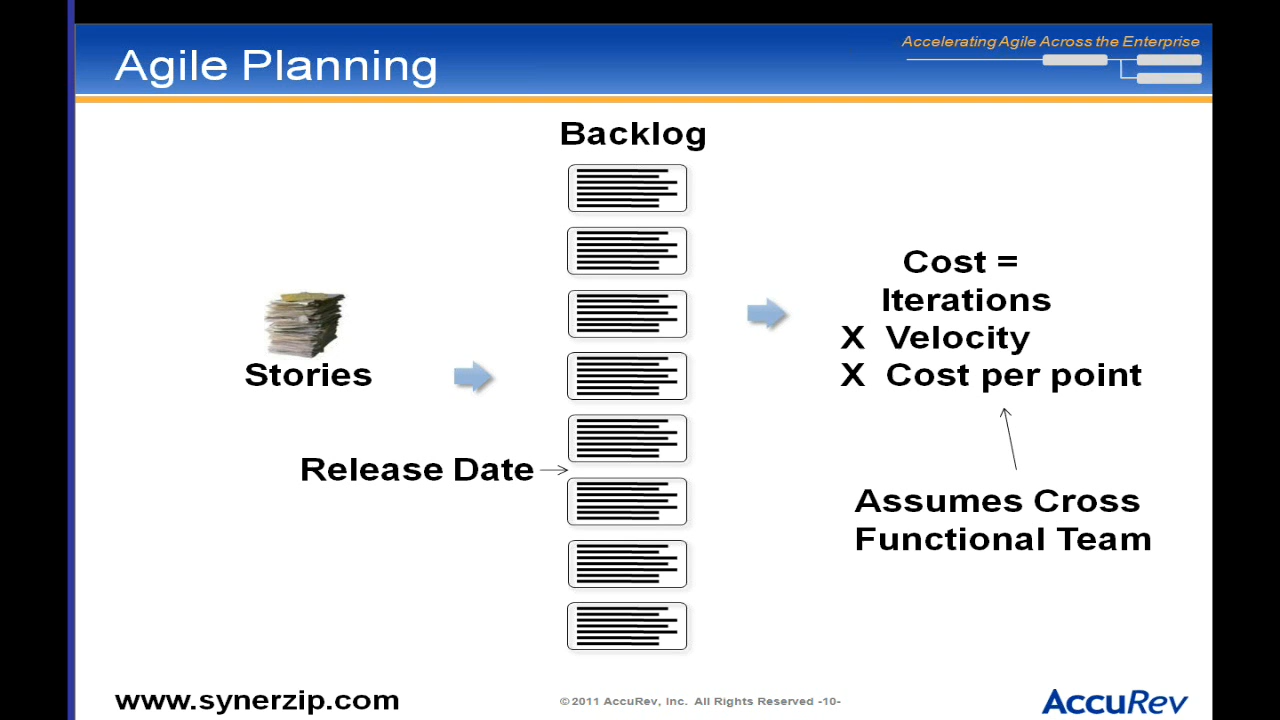 Agile Planning
Accelerating Agile Across the Enterprise
Backlog
Stories
Release Date
Cost =
Iterations
X Velocity
X Cost per point
Assumes Cross
Functional Team
www.synerzip.com
©2011 AccuRev, Inc. All Rights Reserved -10-
AccuRev